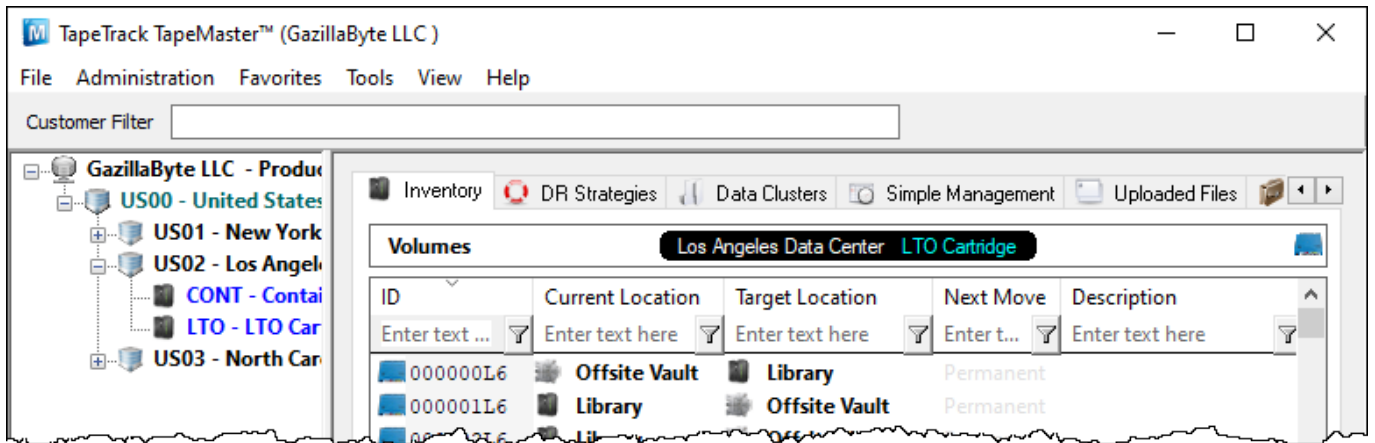 TapeTrack TapeMaster™ (GazillaByte LLC )
File Administration Favorites Tools View Help
Customer Filter
GazillaByte LLC - Produc
US00 - United States
US01 - New York
US02 - Los Angel
CONT - Contai
LTO - LTO Car
US03 - North Car
Inventory DR Strategies Data Clusters Simple Management Uploaded Files
Volumes Los Angeles Data Center LTO Cartridge
ID Current Location Target Location Next Move Description
Enter text ... Enter text here Enter text here Enter t... Enter text here
000000L6 Offsite Vault Library Permanent
000001L6 Library Offsite Vault Permanent